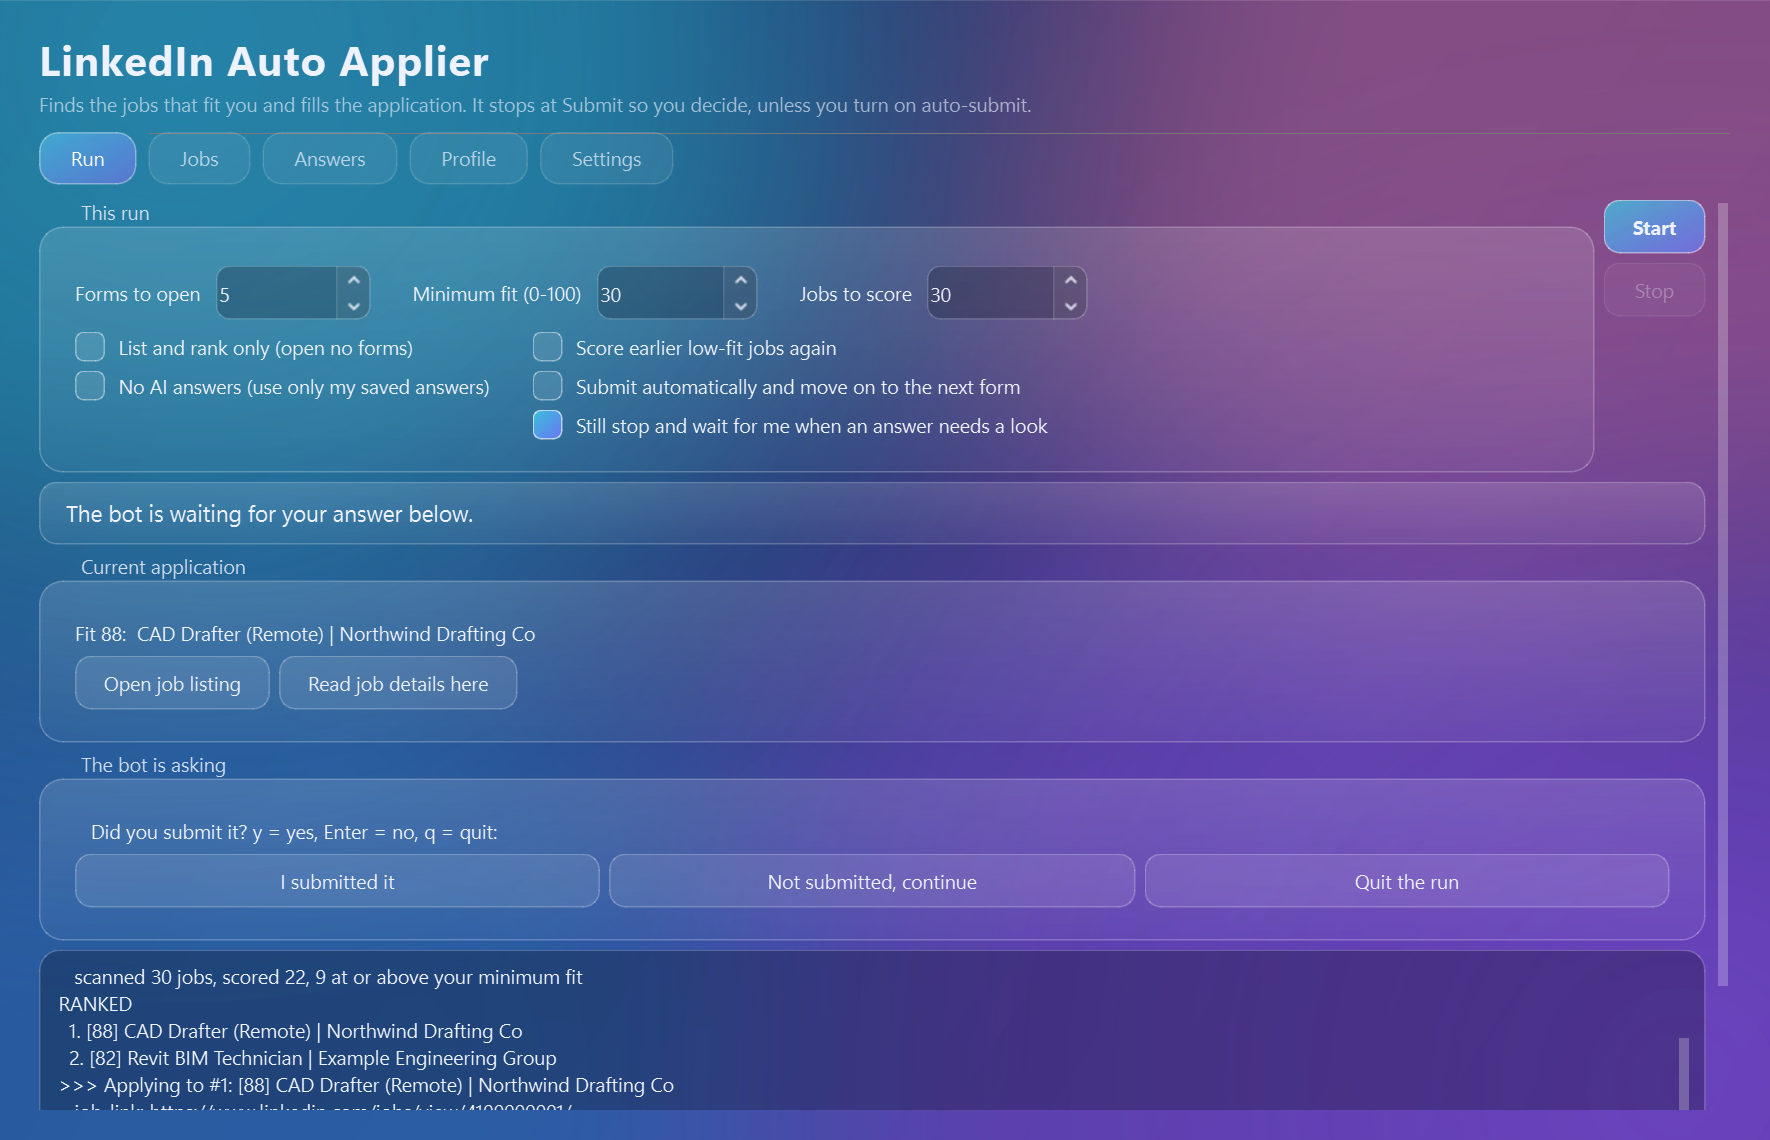 LinkedIn Auto Applier
Finds the jobs that fit you and fills the application. It stops at Submit so you decide, unless you turn on auto-submit.
Run Jobs Answers Profile Settings
This run
Start
Stop
Forms to open 5 Minimum fit (0-100) 30 Jobs to score 30
List and rank only (open no forms) Score earlier low-fit jobs again
No AI answers (use only my saved answers) Submit automatically and move on to the next form
Still stop and wait for me when an answer needs a look
The bot is waiting for your answer below.
Current application
Fit 88: CAD Drafter (Remote) | Northwind Drafting Co
Open job listing Read job details here
The bot is asking
Did you submit it? y = yes, Enter = no, q = quit:
I submitted it Not submitted, continue Quit the run
scanned 30 jobs, scored 22, 9 at or above your minimum fit
RANKED
1. [88] CAD Drafter (Remote) | Northwind Drafting Co
2. [82] Revit BIM Technician | Example Engineering Group
>>> Applying to #1: [88] CAD Drafter (Remote) | Northwind Drafting Co
job link: https://www.linkedin.com/jobs/view/4100000001/